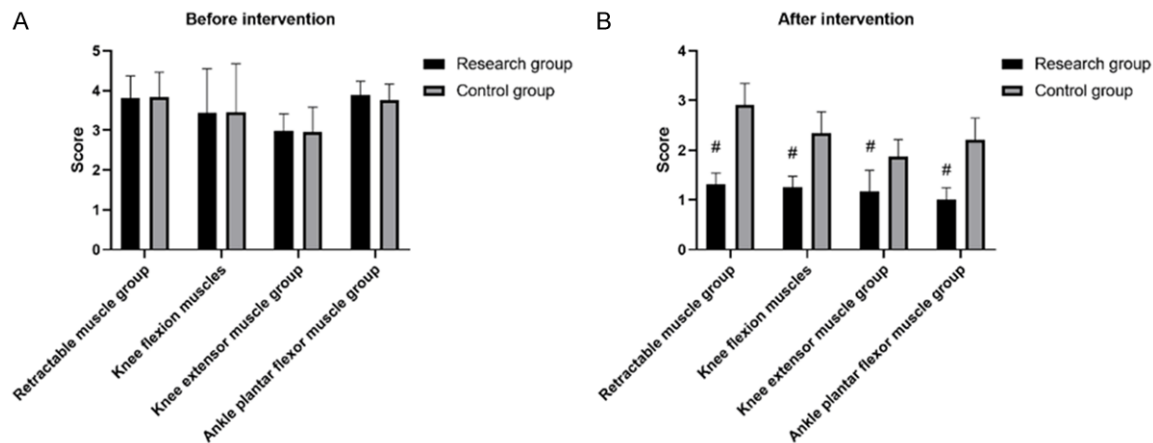 A
Before intervention
5
4
3
2
1
0
Score
Research group
Control group
Retractable muscle group
Knee flexion muscles
Knee extensor muscle group
Ankle plantar flexor muscle group
B
After intervention
4
3
2
1
0
Score
# # # #
Research group
Control group
Retractable muscle group
Knee flexion muscles
Knee extensor muscle group
Ankle plantar flexor muscle group